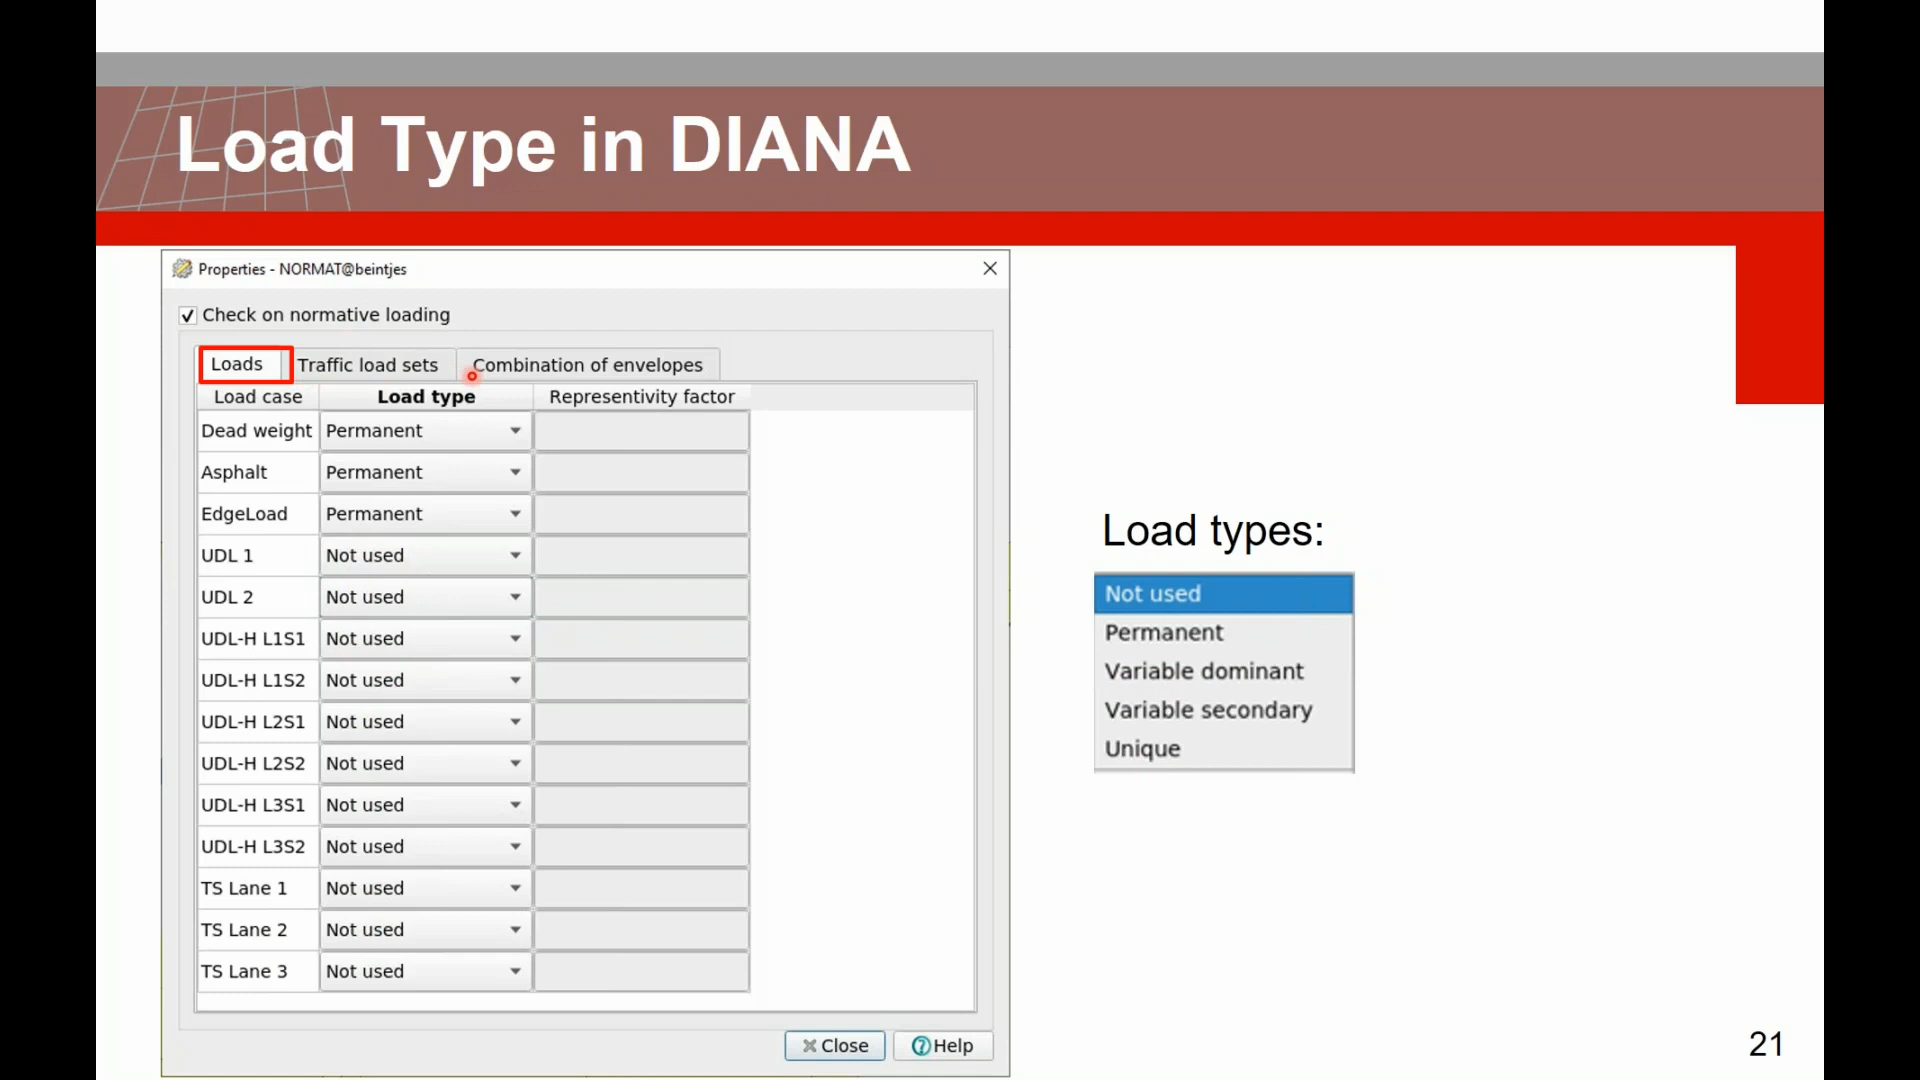 Load Type in DIANA
Properties - NORMAT@beintjes
Check on normative loading
Loads Traffic load sets Combination of envelopes
Load case Load type Representivity factor
Dead weight Permanent
Asphalt Permanent
EdgeLoad Permanent
UDL 1 Not used
UDL 2 Not used
UDL-H L1S1 Not used
UDL-H L1S2 Not used
UDL-H L2S1 Not used
UDL-H L2S2 Not used
UDL-H L3S1 Not used
UDL-H L3S2 Not used
TS Lane 1 Not used
TS Lane 2 Not used
TS Lane 3 Not used
Close Help
Load types:
Not used
Permanent
Variable dominant
Variable secondary
Unique
21